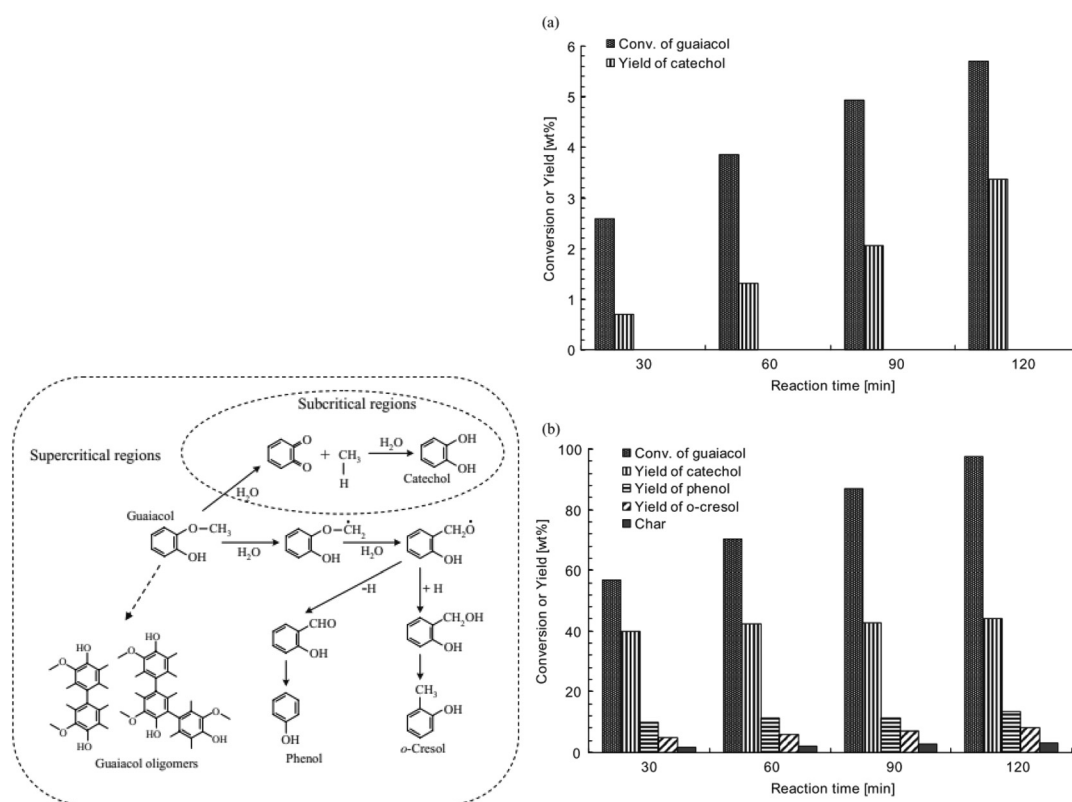 Supercritical regions
Subcritical regions
O
O
+
CH3
H
H2O
OH
OH
Catechol
H2O
Guaiacol
O–CH3
OH
H2O
O–CH2
OH
H2O
CH2O
OH
-H
+ H
CHO
OH
CH2OH
OH
OH
Phenol
CH3
OH
o-Cresol
HO
O
O
HO
HO
O
O
HO
O
OH
Guaiacol oligomers
(a)
Conv. of guaiacol
Yield of catechol
Conversion or Yield [wt%]
6
5
4
3
2
1
0
30 60 90 120
Reaction time [min]
(b)
Conv. of guaiacol
Yield of catechol
Yield of phenol
Yield of o-cresol
Char
Conversion or Yield [wt%]
100
80
60
40
20
0
30 60 90 120
Reaction time [min]